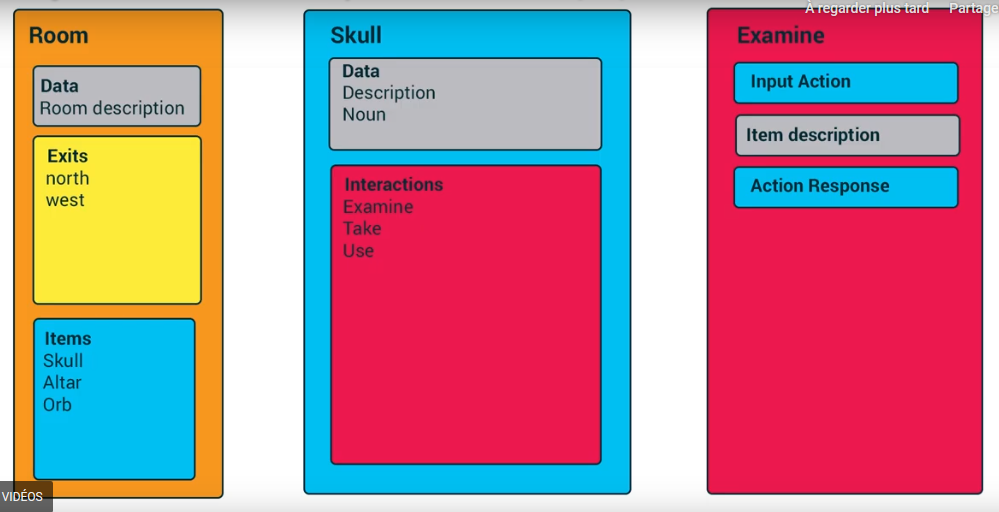 À regarder plus tard
Partage
Room
Data
Room description
Exits
north
west
Items
Skull
Altar
Orb
VIDÉOS
Skull
Data
Description
Noun
Interactions
Examine
Take
Use
Examine
Input Action
Item description
Action Response